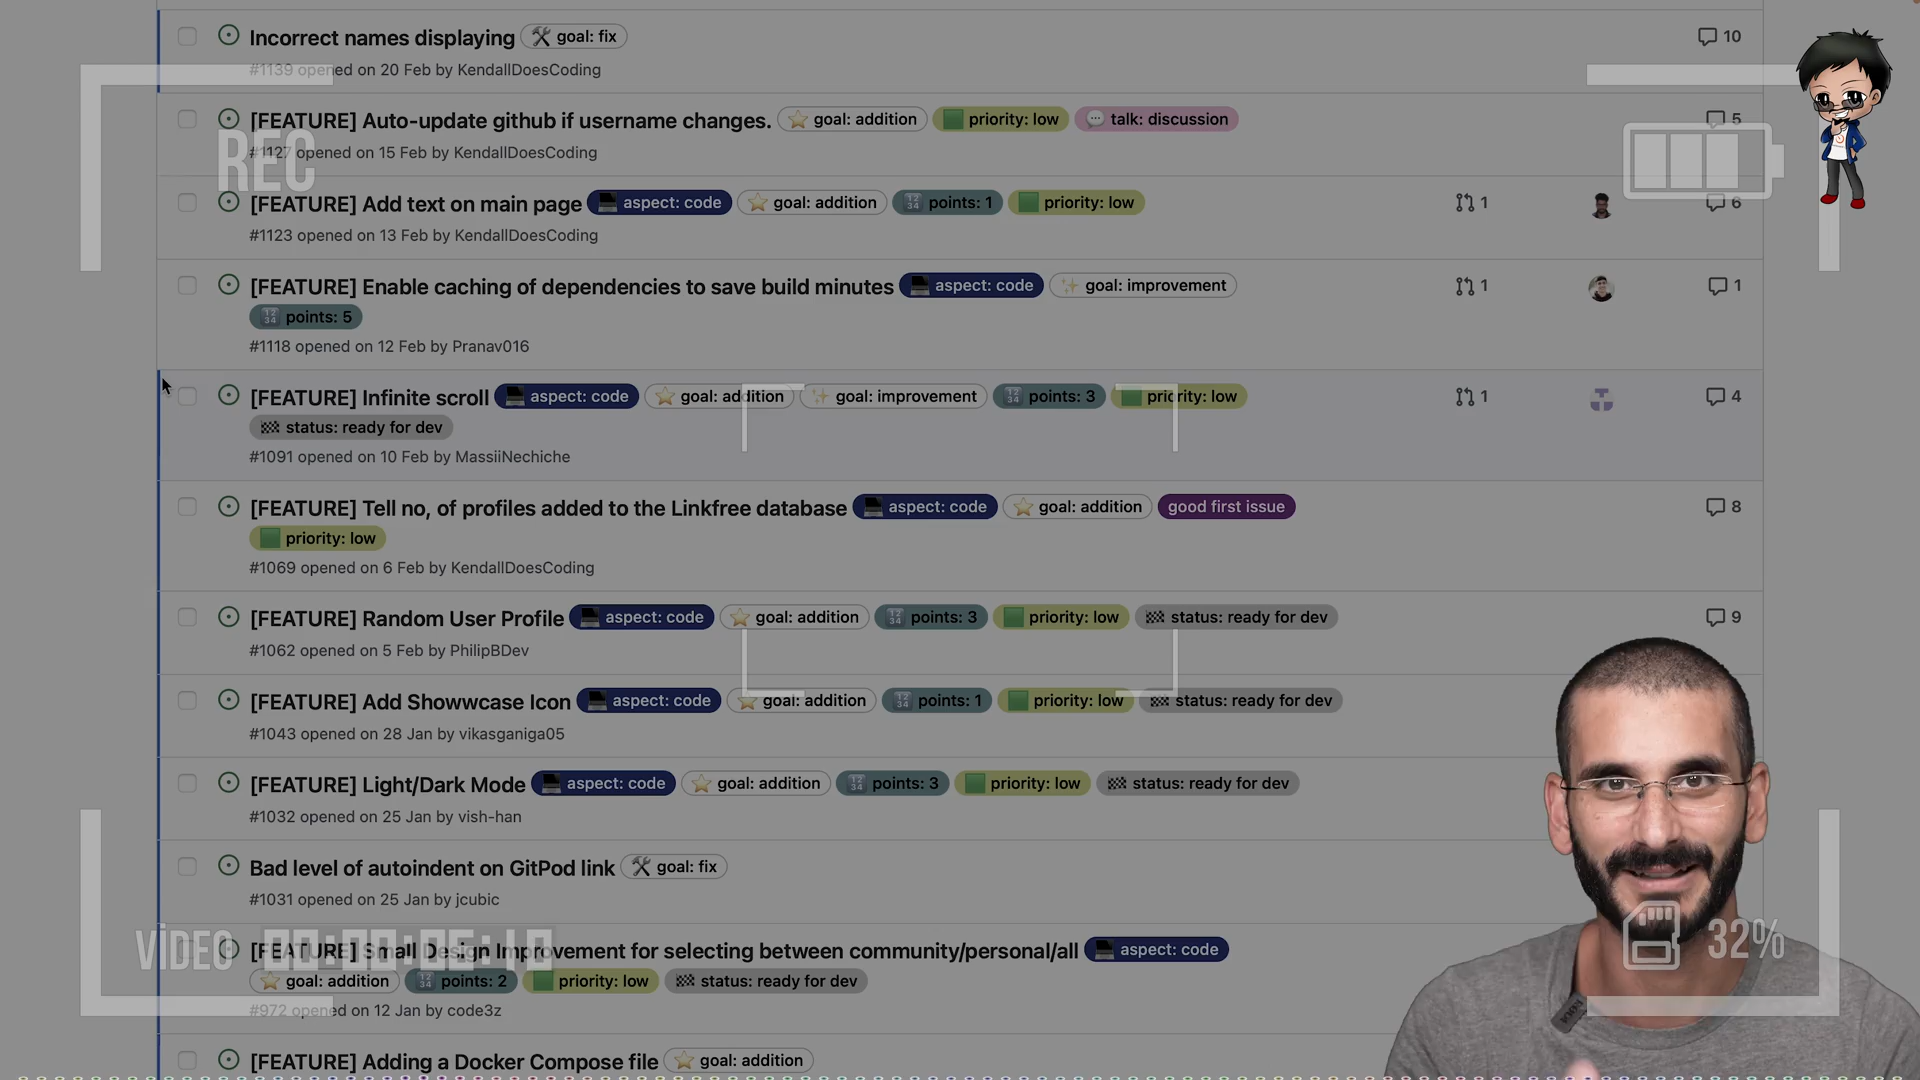 Incorrect names displaying 🛠 goal: fix 10
#1139 opened on 20 Feb by KendallDoesCoding
[FEATURE] Auto-update github if username changes. ⭐ goal: addition 🟩 priority: low 💬 talk: discussion 5
#1127 opened on 15 Feb by KendallDoesCoding
REC
[FEATURE] Add text on main page aspect: code ⭐ goal: addition 🔢 points: 1 🟩 priority: low 1 6
#1123 opened on 13 Feb by KendallDoesCoding
[FEATURE] Enable caching of dependencies to save build minutes aspect: code ✨ goal: improvement 1 1
🔢 points: 5
#1118 opened on 12 Feb by Pranav016
[FEATURE] Infinite scroll aspect: code ⭐ goal: addition ✨ goal: improvement 🔢 points: 3 🟩 priority: low 1 4
🏁 status: ready for dev
#1091 opened on 10 Feb by MassiiNechiche
[FEATURE] Tell no, of profiles added to the Linkfree database aspect: code ⭐ goal: addition good first issue 8
🟩 priority: low
#1069 opened on 6 Feb by KendallDoesCoding
[FEATURE] Random User Profile aspect: code ⭐ goal: addition 🔢 points: 3 🟩 priority: low 🏁 status: ready for dev 9
#1062 opened on 5 Feb by PhilipBDev
[FEATURE] Add Showwcase Icon aspect: code ⭐ goal: addition 🔢 points: 1 🟩 priority: low 🏁 status: ready for dev
#1043 opened on 28 Jan by vikasganiga05
[FEATURE] Light/Dark Mode aspect: code ⭐ goal: addition 🔢 points: 3 🟩 priority: low 🏁 status: ready for dev
#1032 opened on 25 Jan by vish-han
Bad level of autoindent on GitPod link 🛠 goal: fix
#1031 opened on 25 Jan by jcubic
VİDEO 00:00:05:10
32%
[FEATURE] Small Design Improvement for selecting between community/personal/all aspect: code
⭐ goal: addition 🔢 points: 2 🟩 priority: low 🏁 status: ready for dev
#972 opened on 12 Jan by code3z
[FEATURE] Adding a Docker Compose file ⭐ goal: addition